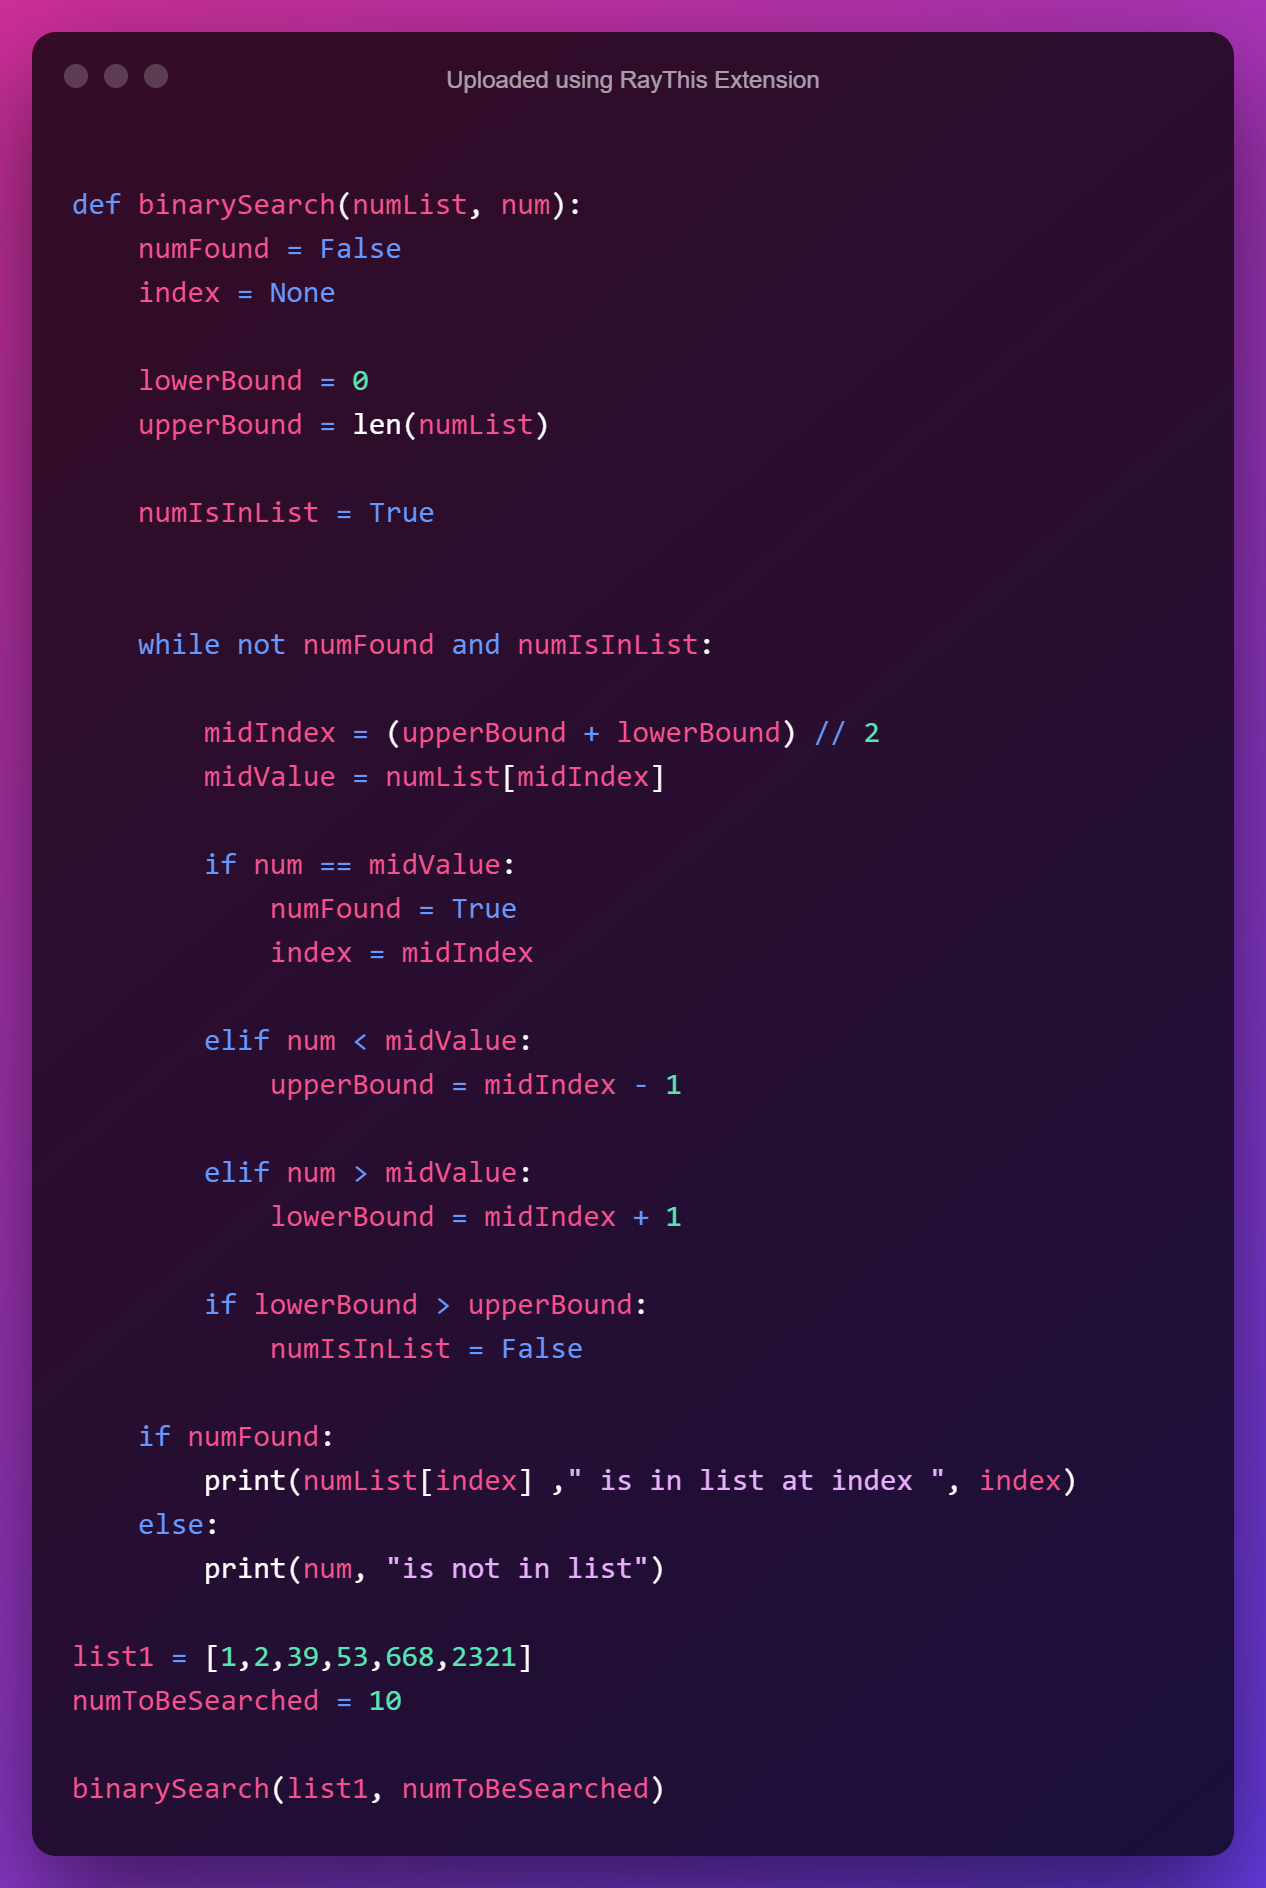 Uploaded using RayThis Extension
def binarySearch(numList, num):
    numFound = False
    index = None
    lowerBound = 0
    upperBound = len(numList)
    numIsInList = True
    while not numFound and numIsInList:
        midIndex = (upperBound + lowerBound) // 2
        midValue = numList[midIndex]
        if num == midValue:
            numFound = True
            index = midIndex
        elif num < midValue:
            upperBound = midIndex - 1
        elif num > midValue:
            lowerBound = midIndex + 1
        if lowerBound > upperBound:
            numIsInList = False
    if numFound:
        print(numList[index] ," is in list at index ", index)
    else:
        print(num, "is not in list")
list1 = [1,2,39,53,668,2321]
numToBeSearched = 10
binarySearch(list1, numToBeSearched)